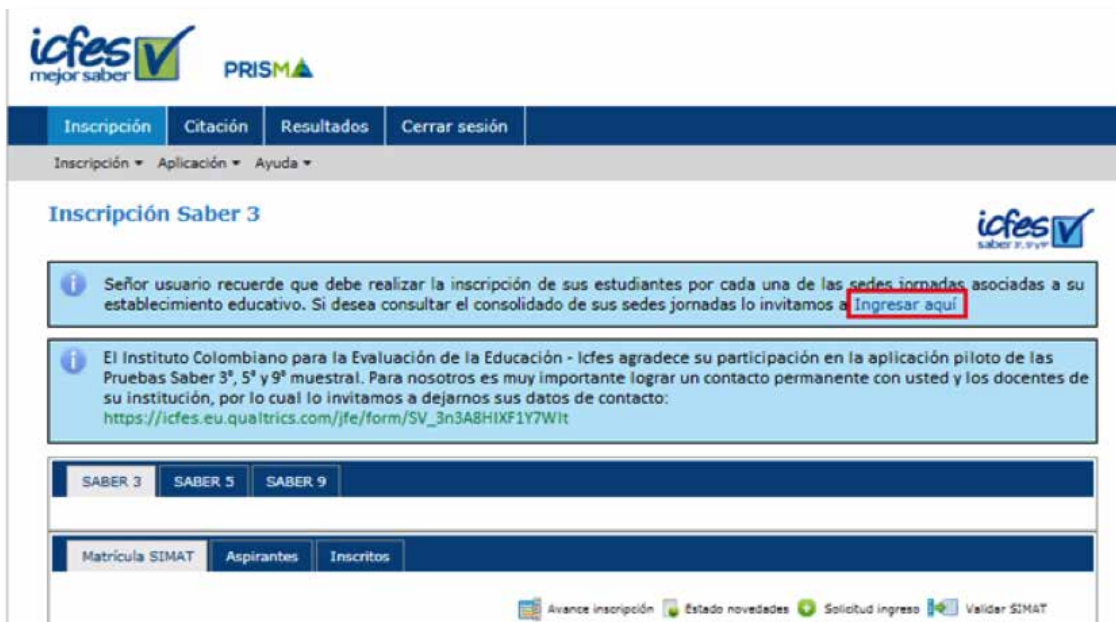 icfes
mejor saber
PRISMA
Inscripción Citación Resultados Cerrar sesión
Inscripción Aplicación Ayuda
Inscripción Saber 3
icfes
saber 3°, 5° y 9°
Señor usuario recuerde que debe realizar la inscripción de sus estudiantes por cada una de las sedes jornadas asociadas a su
establecimiento educativo. Si desea consultar el consolidado de sus sedes jornadas lo invitamos a Ingresar aquí
El Instituto Colombiano para la Evaluación de la Educación - Icfes agradece su participación en la aplicación piloto de las
Pruebas Saber 3°, 5° y 9° muestral. Para nosotros es muy importante lograr un contacto permanente con usted y los docentes de
su institución, por lo cual lo invitamos a dejarnos sus datos de contacto:
https://icfes.eu.qualtrics.com/jfe/form/SV_3n3A8HIXF1Y7Wlt
SABER 3 SABER 5 SABER 9
Matrícula SIMAT Aspirantes Inscritos
Avance inscripción Estado novedades Solicitud ingreso Validar SIMAT